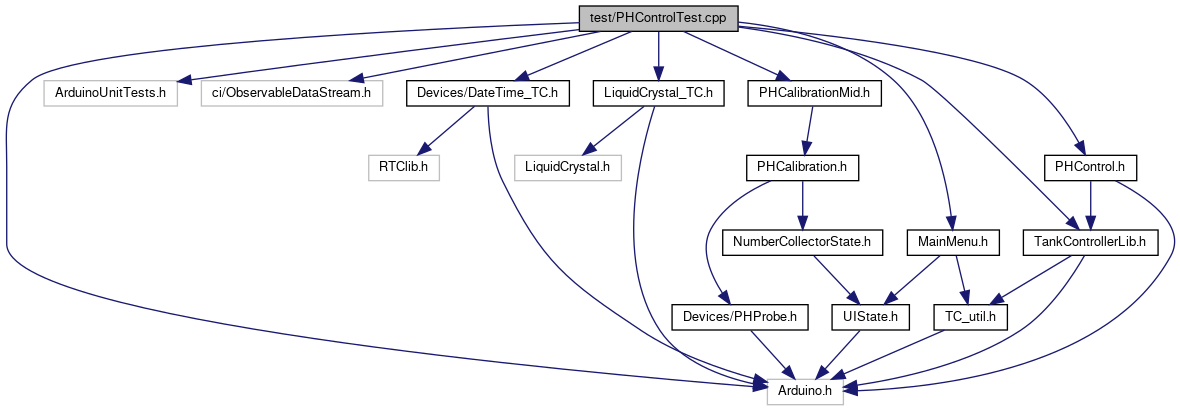 test/PHControlTest.cpp
ArduinoUnitTests.h
ci/ObservableDataStream.h
Devices/DateTime_TC.h
LiquidCrystal_TC.h
PHCalibrationMid.h
RTClib.h
LiquidCrystal.h
PHCalibration.h
PHControl.h
NumberCollectorState.h
MainMenu.h
TankControllerLib.h
Devices/PHProbe.h
UIState.h
TC_util.h
Arduino.h